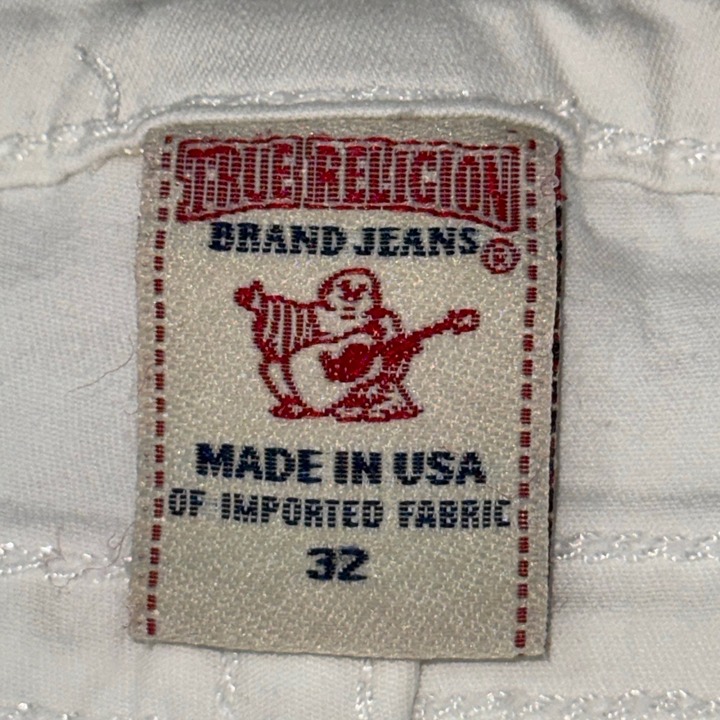 TRUE RELIGION
BRAND JEANS ®
MADE IN USA
OF IMPORTED FABRIC
32